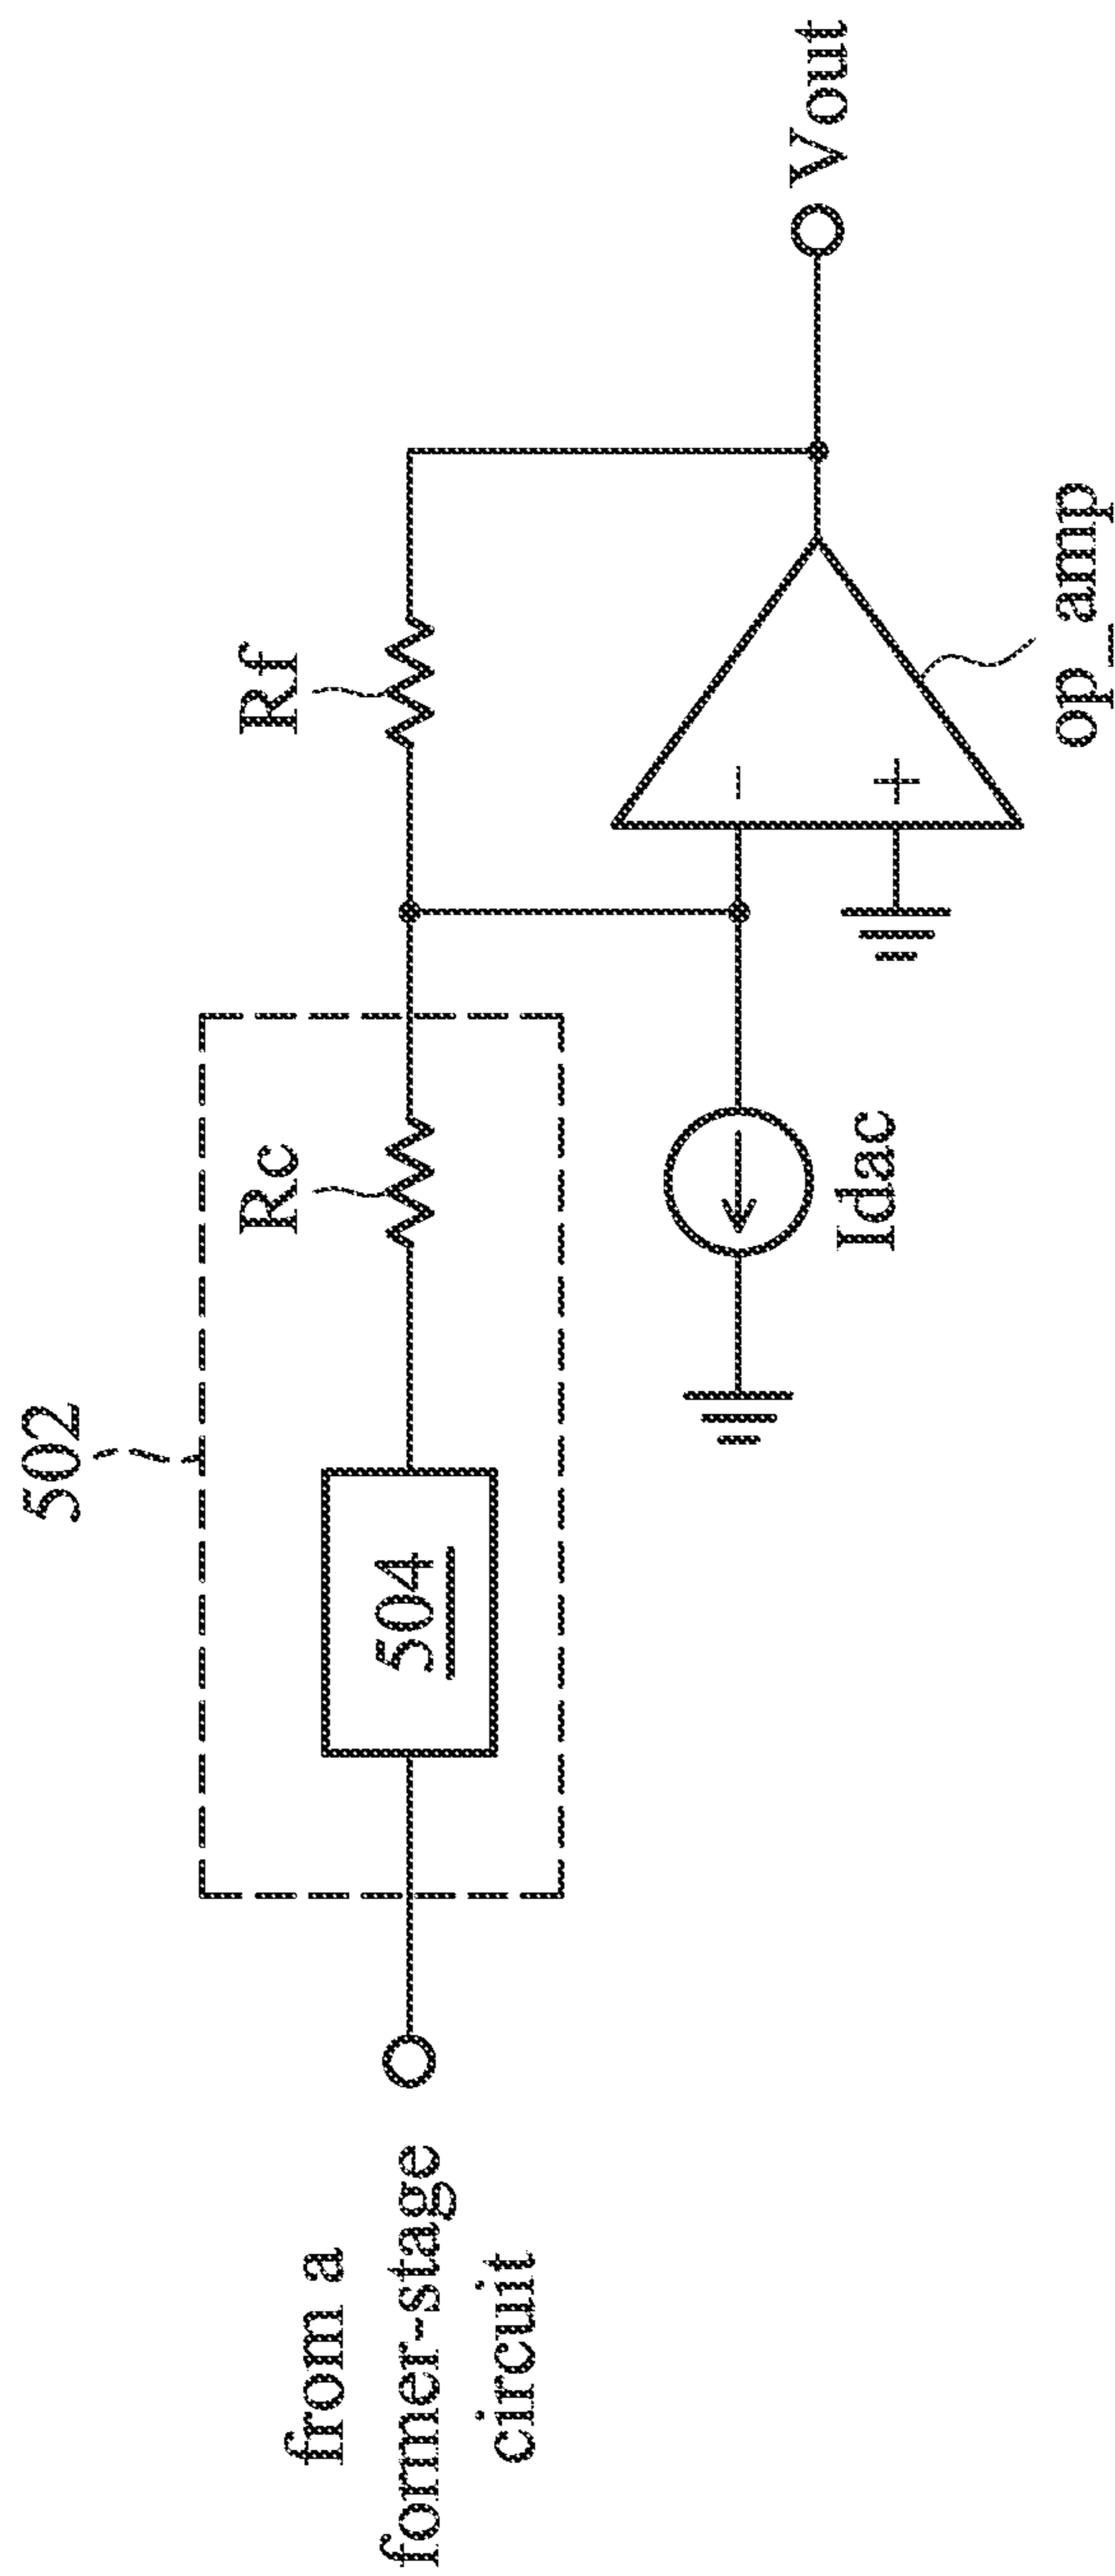 502
from a
former-stage
circuit
504
Rc
Rf
Idac
−
+
op_amp
Vout